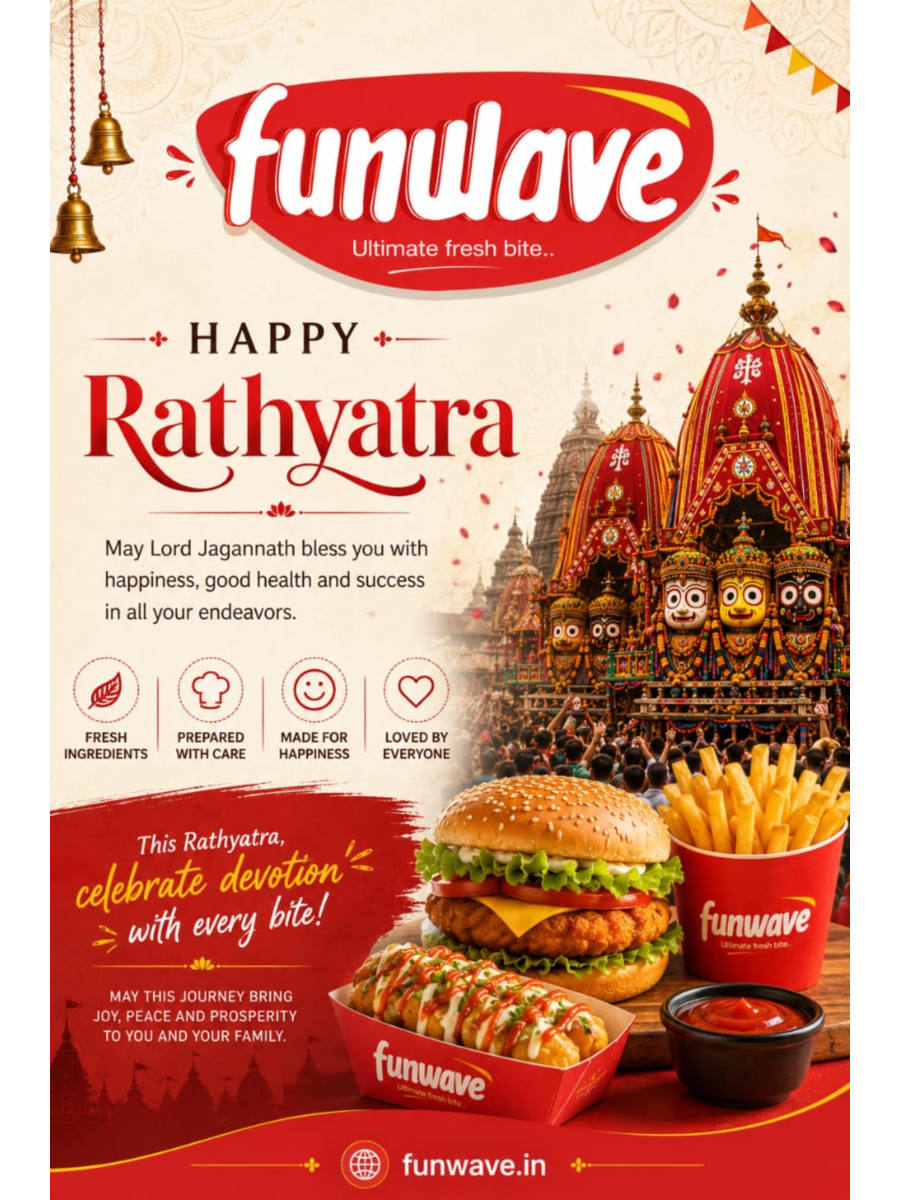 funwave
Ultimate fresh bite..
HAPPY
Rathyatra
May Lord Jagannath bless you with
happiness, good health and success
in all your endeavors.
FRESH
INGREDIENTS
PREPARED
WITH CARE
MADE FOR
HAPPINESS
LOVED BY
EVERYONE
This Rathyatra,
celebrate devotion
with every bite!
MAY THIS JOURNEY BRING
JOY, PEACE AND PROSPERITY
TO YOU AND YOUR FAMILY.
funwave
Ultimate fresh bite..
funwave
Ultimate fresh bite..
funwave.in